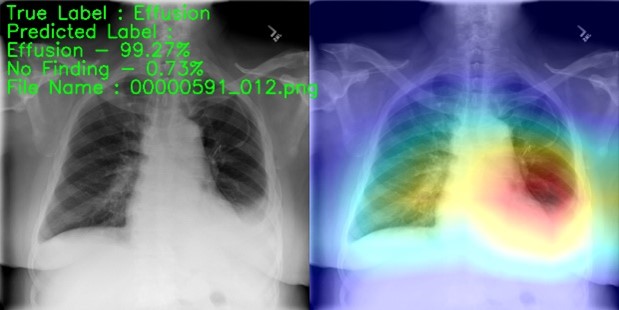 True Label : Effusion
Predicted Label :
Effusion - 99.27%
No Finding - 0.73%
File Name : 00000591_012.png